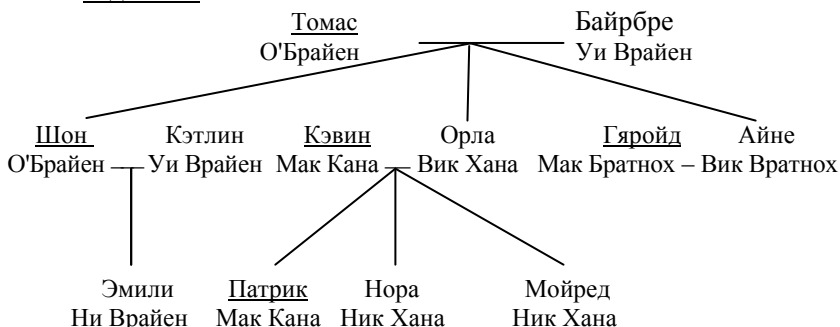 Томас Байрбре
О'Брайен Уи Врайен
Шон Кэтлин Кэвин Орла Гяройд Айне
О'Брайен — Уи Врайен Мак Кана — Вик Хана Мак Братнох – Вик Вратнох
Эмили Патрик Нора Мойред
Ни Врайен Мак Кана Ник Хана Ник Хана